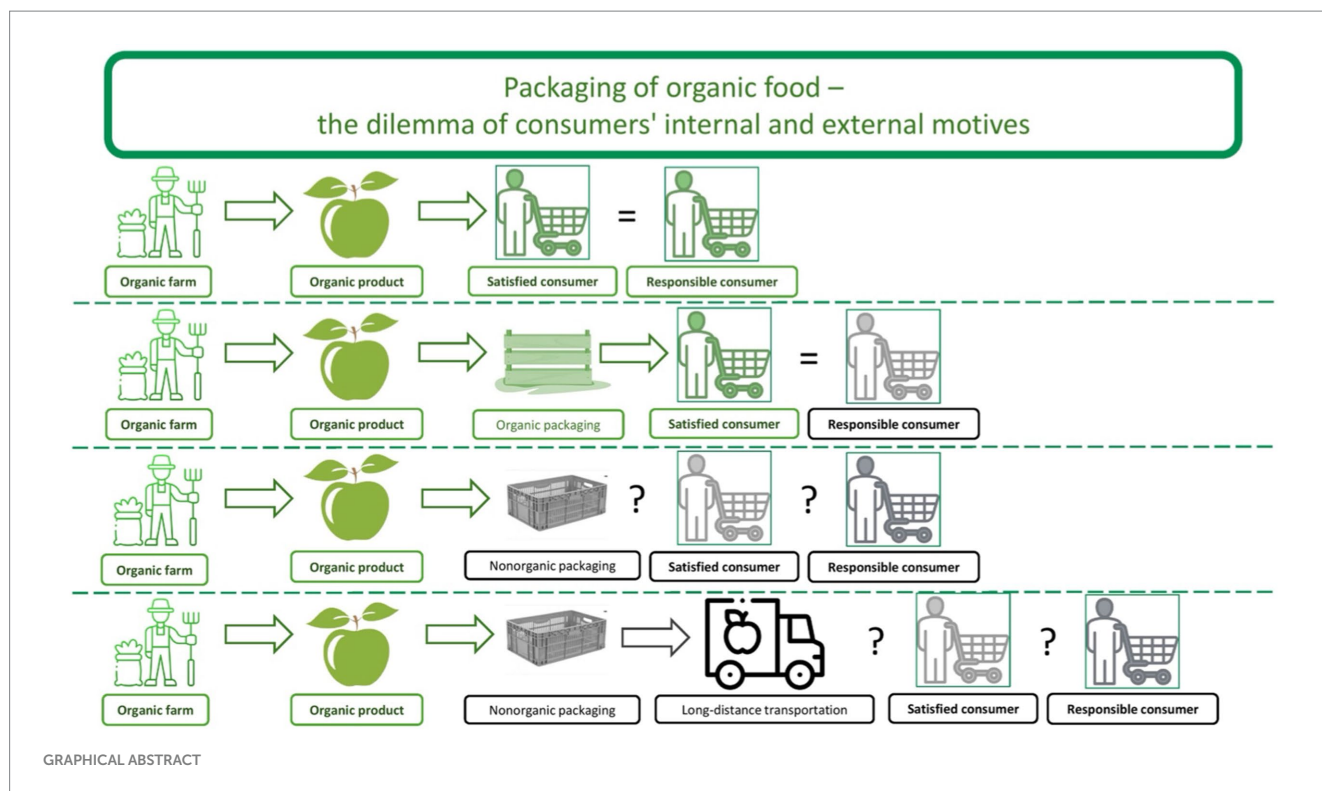 Packaging of organic food –
the dilemma of consumers' internal and external motives
=
Organic farm Organic product Satisfied consumer Responsible consumer
=
Organic farm Organic product Organic packaging Satisfied consumer Responsible consumer
? ?
Organic farm Organic product Nonorganic packaging Satisfied consumer Responsible consumer
? ?
Organic farm Organic product Nonorganic packaging Long-distance transportation Satisfied consumer Responsible consumer
GRAPHICAL ABSTRACT